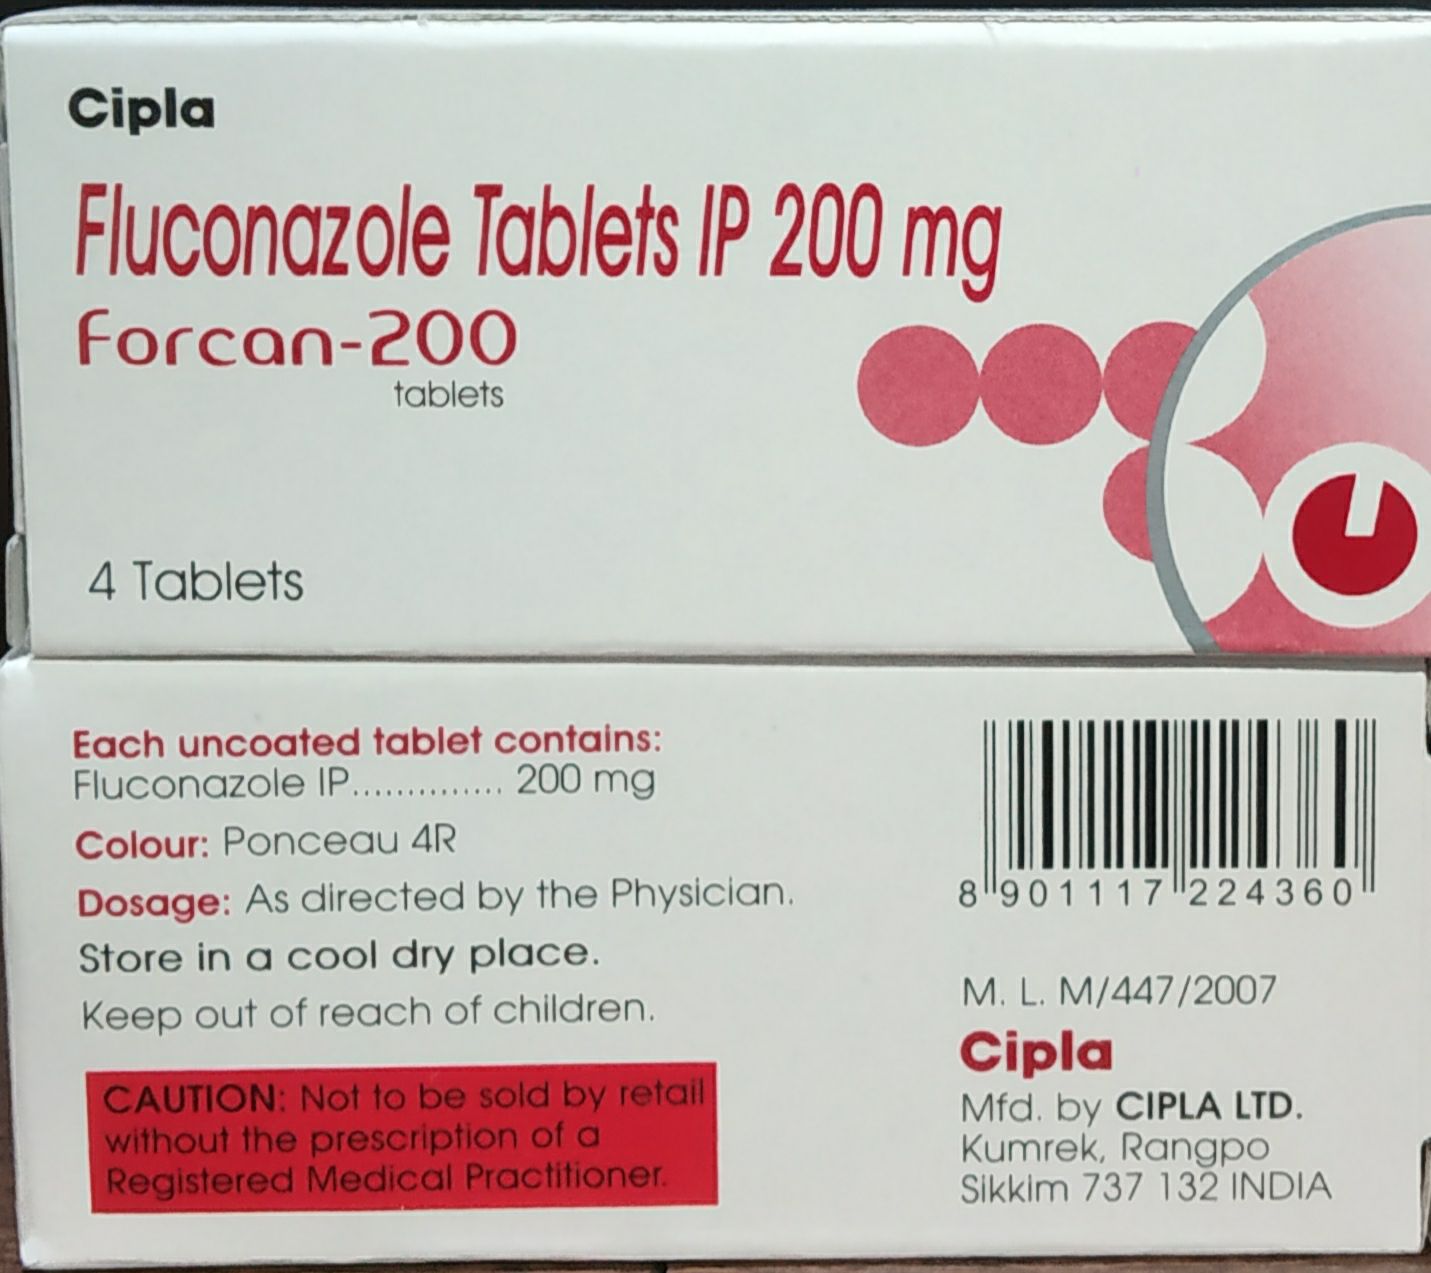 Cipla
Fluconazole Tablets IP 200 mg
Forcan-200
tablets
4 Tablets
Each uncoated tablet contains:
Fluconazole IP.............. 200 mg
Colour: Ponceau 4R
Dosage: As directed by the Physician.
Store in a cool dry place.
Keep out of reach of children.
CAUTION: Not to be sold by retail
without the prescription of a
Registered Medical Practitioner.
8 901117 224360
M. L. M/447/2007
Cipla
Mfd. by CIPLA LTD.
Kumrek, Rangpo
Sikkim 737 132 INDIA